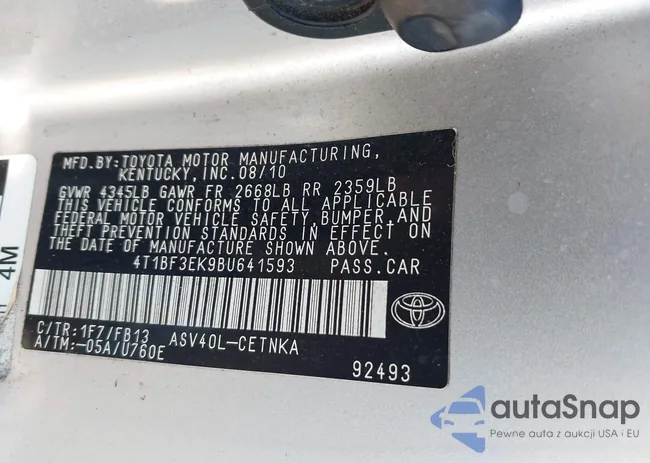 MFD.BY:TOYOTA MOTOR MANUFACTURING,
KENTUCKY,INC.08/10
GVWR 4345LB GAWR FR 2668LB RR 2359LB
THIS VEHICLE CONFORMS TO ALL APPLICABLE
FEDERAL MOTOR VEHICLE SAFETY,BUMPER,AND
THEFT PREVENTION STANDARDS IN EFFECT ON
THE DATE OF MANUFACTURE SHOWN ABOVE.
4T1BF3EK9BU641593 PASS.CAR
C/TR:1F7/FB13 ASV40L-CETNKA
A/TM:-05A/U760E
92493
4M
autaSnap
Pewne auta z aukcji USA i EU